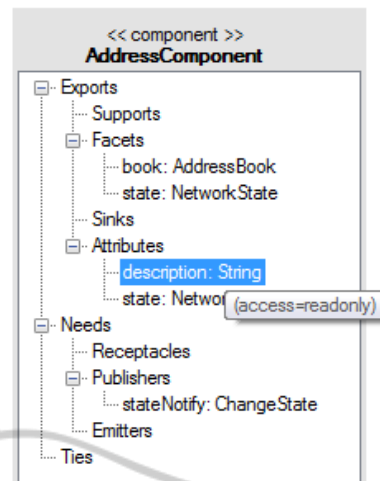 << component >>
AddressComponent
Exports
Supports
Facets
book: AddressBook
state: NetworkState
Sinks
Attributes
description: String
state: Networ
(access=readonly)
Needs
Receptacles
Publishers
stateNotify: ChangeState
Emitters
Ties